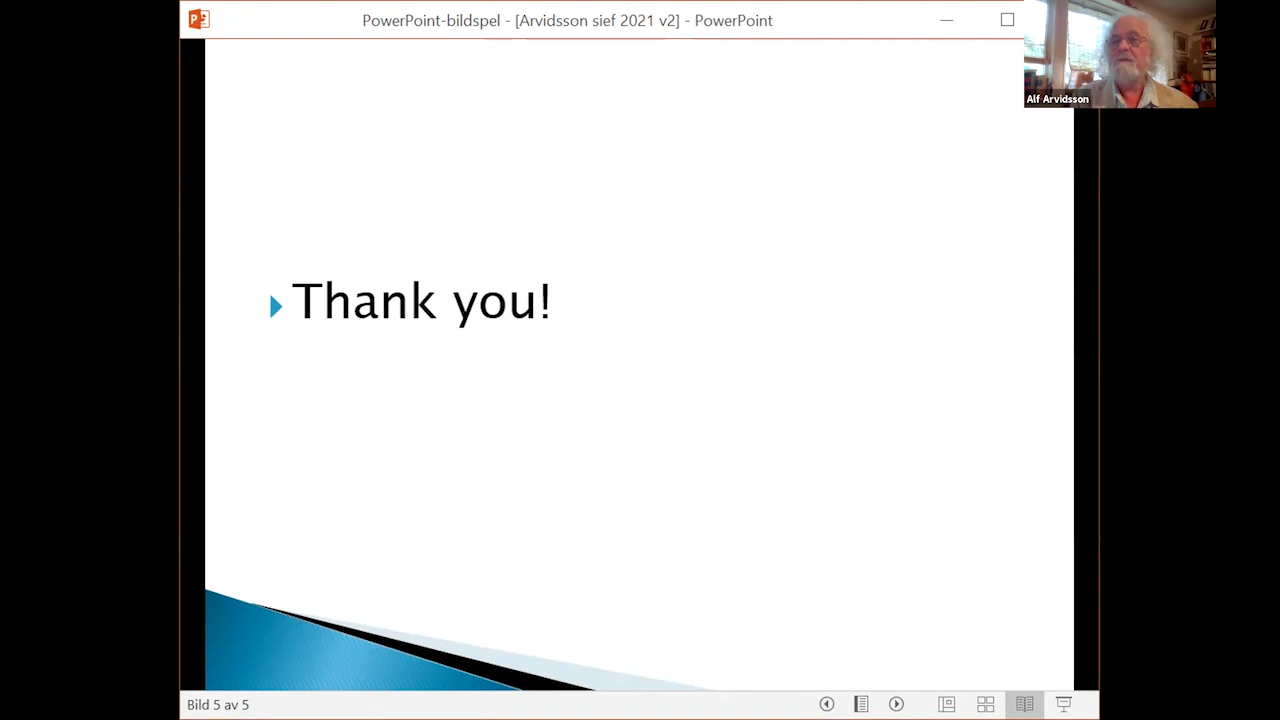 PowerPoint-bildspel - [Arvidsson sief 2021 v2] - PowerPoint
Alf Arvidsson
Thank you!
Bild 5 av 5